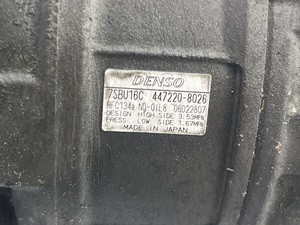 DENSO
7SBU16C 447220-8026
HFC134a ND-OIL8 06D22807
DESIGN HIGH SIDE 3.53MPa
PRESS. LOW SIDE 1.67MPa
MADE IN JAPAN